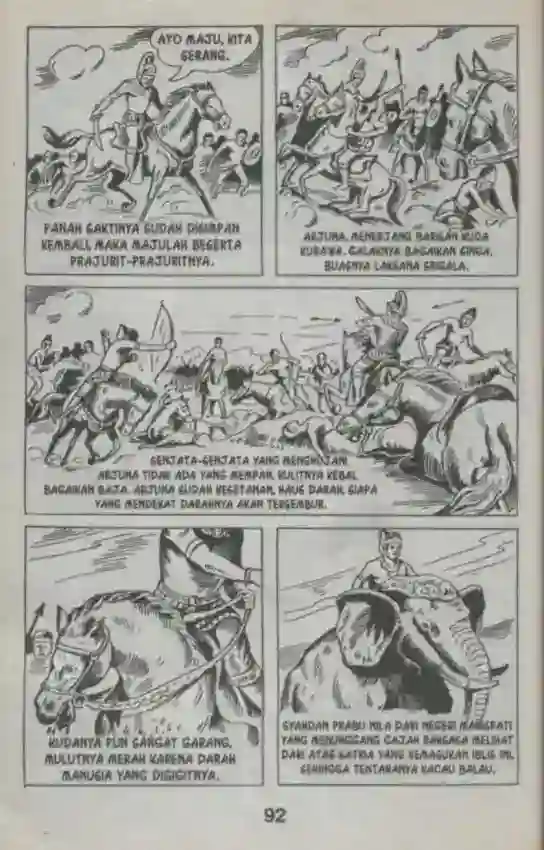 AYO MAJU, KITA
SERANG.
PANAH SAKTINYA SUDAH DISIMPAN
KEMBALI, MAKA MAJULAH BESERTA
PRAJURIT-PRAJURITNYA.
ARJUNA, MENERJANG BARISAN KUDA
KURAWA. GALAKNYA BAGAIKAN SINGA,
BUASNYA LAKSANA SRIGALA.
SENJATA-SENJATA YANG MENGHUJANI
ARJUNA TIDAK ADA YANG MEMPAN, KULITNYA KEBAL
BAGAIKAN BAJA. ARJUNA SUDAH KESETANAN, HAUS DARAH, SIAPA
YANG MENDEKAT DARAHNYA AKAN TERSEMBUR.
KUDANYA PUN SANGAT GARANG,
MULUTNYA MERAH KARENA DARAH
MANUSIA YANG DIGIGITNYA.
SYAHDAN PRABU NILA DARI NEGERI
YANG MENUNGGANG GAJAH RAKSASA MELIHAT
DARI ATAS SATRIA YANG KEMASUKAN IBLIS INI,
SEHINGGA TENTARANYA KACAU BALAU.
92